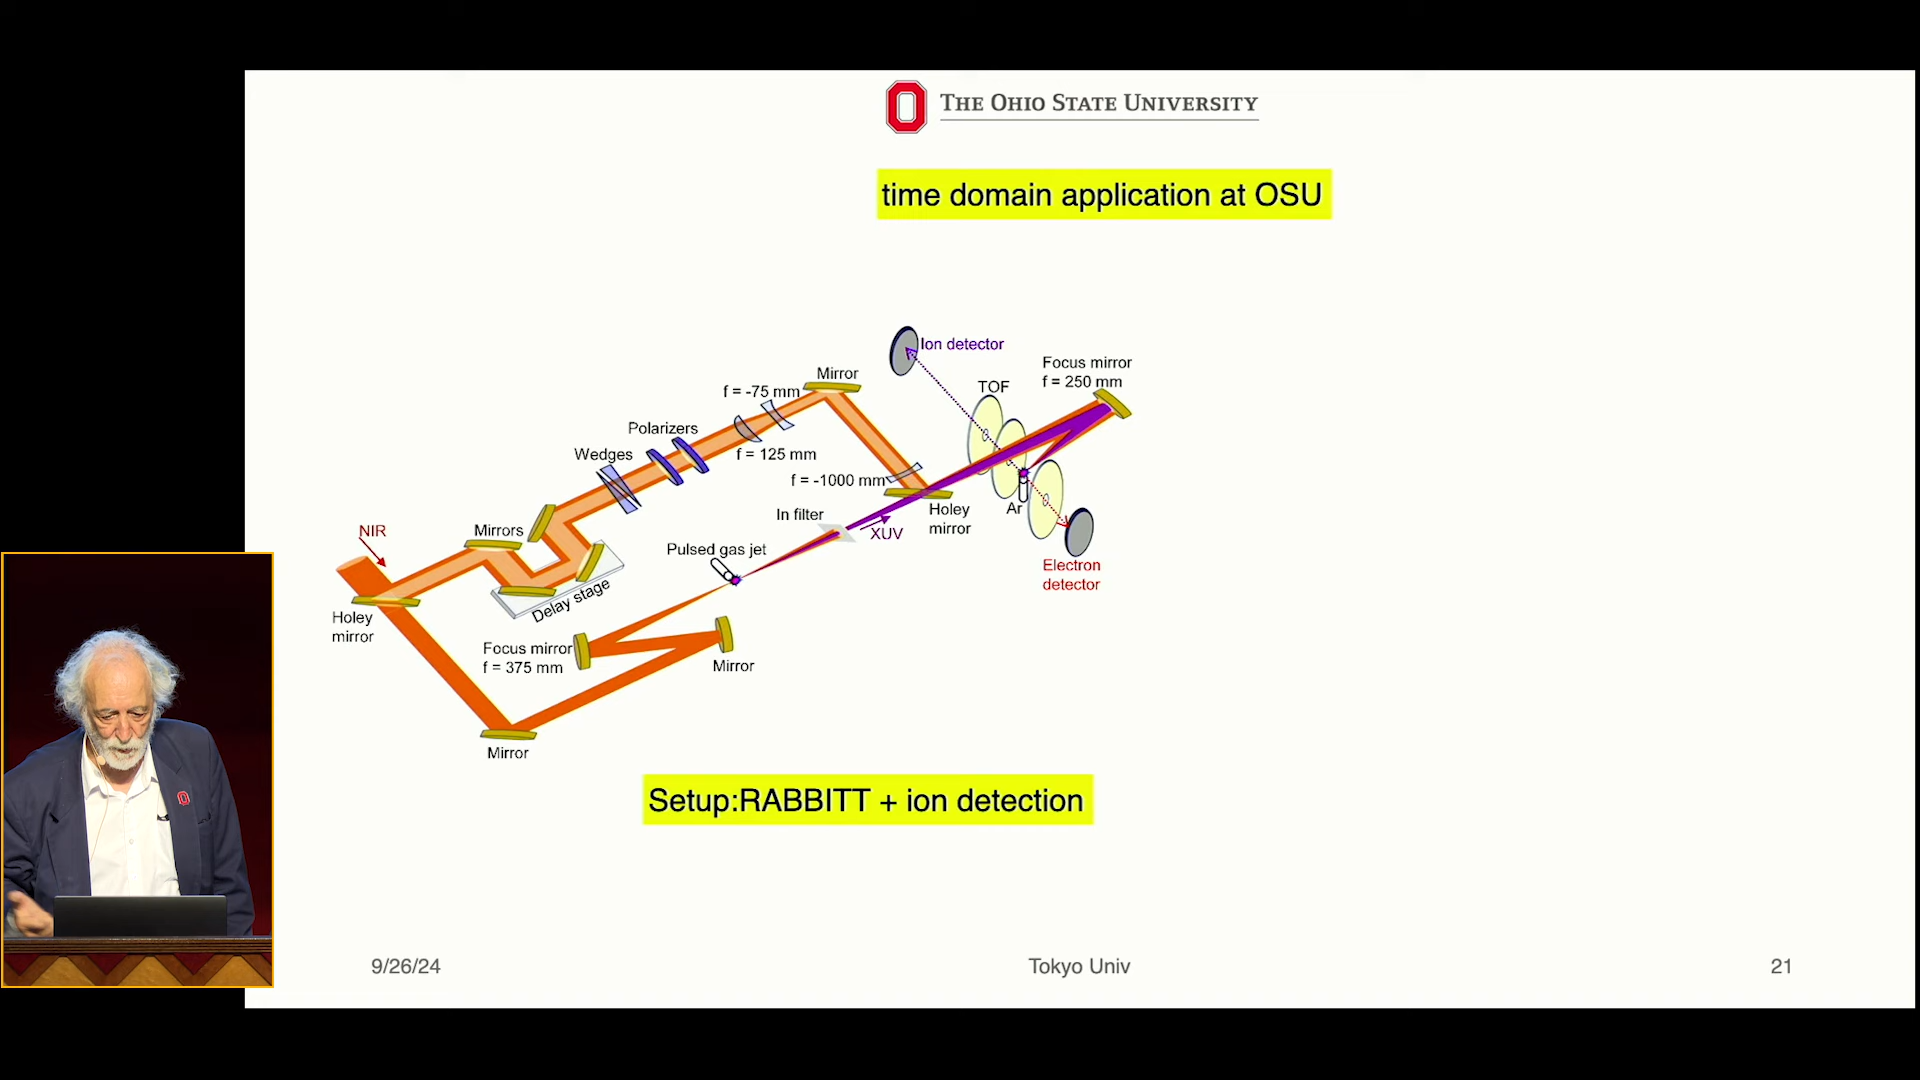 THE OHIO STATE UNIVERSITY
time domain application at OSU
Ion detector
Focus mirror
f = 250 mm
TOF
Mirror
f = -75 mm
Polarizers
f = 125 mm
Wedges
f = -1000 mm
Holey
mirror
Ar
In filter
XUV
NIR
Mirrors
Pulsed gas jet
Electron
detector
Delay stage
Holey
mirror
Focus mirror
f = 375 mm
Mirror
Mirror
Setup:RABBITT + ion detection
9/26/24
Tokyo Univ
21